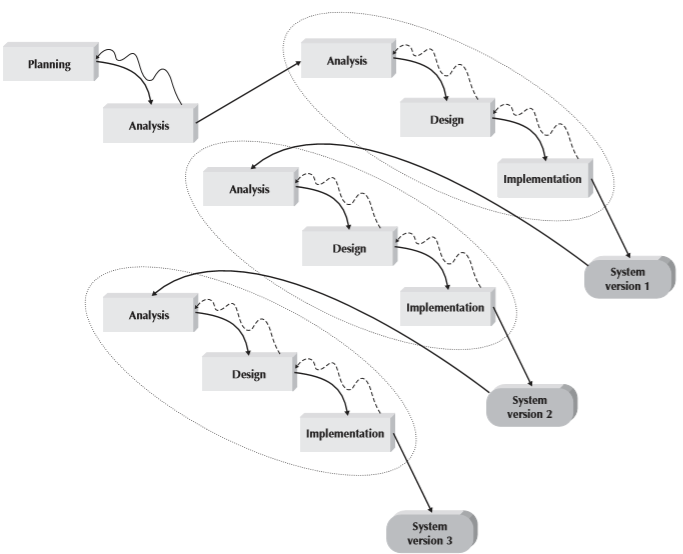 Planning
Analysis
Analysis
Design
Implementation
System
version 1
Analysis
Design
Implementation
System
version 2
Analysis
Design
Implementation
System
version 3